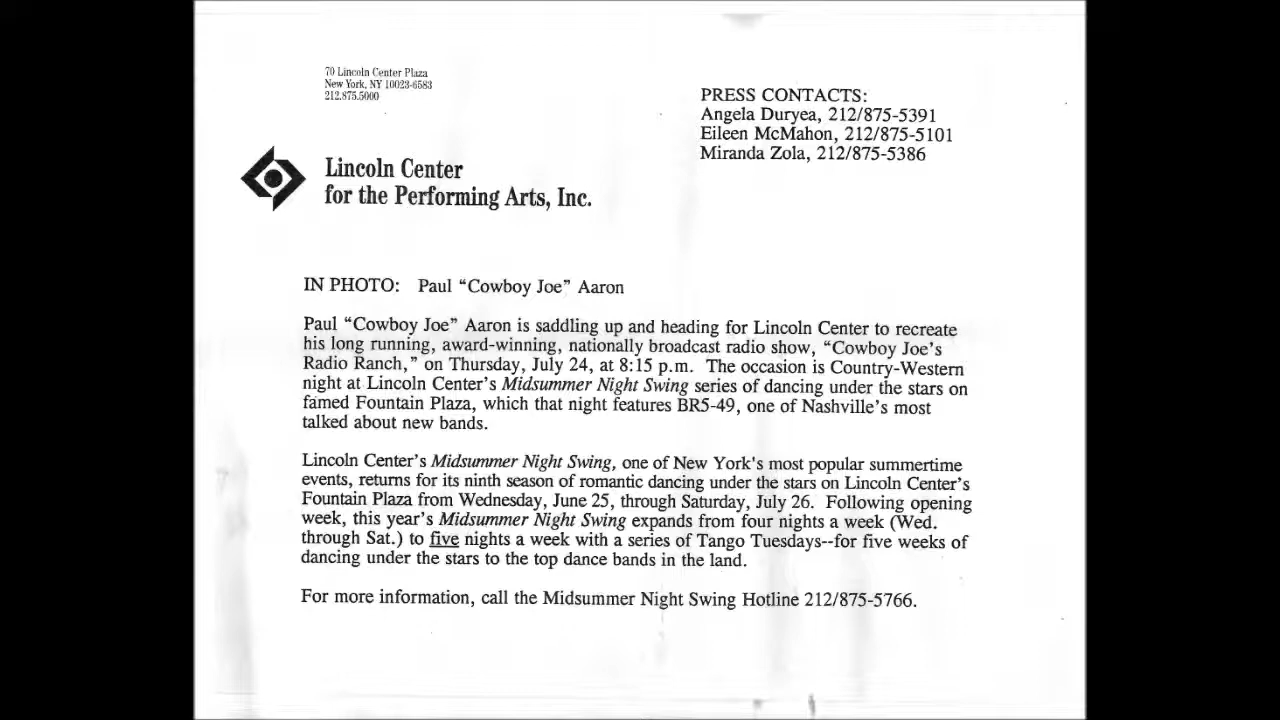 70 Lincoln Center Plaza
New York, NY 10023-6583
212.875.5000
PRESS CONTACTS:
Angela Duryea, 212/875-5391
Eileen McMahon, 212/875-5101
Miranda Zola, 212/875-5386
Lincoln Center
for the Performing Arts, Inc.
IN PHOTO: Paul “Cowboy Joe” Aaron
Paul “Cowboy Joe” Aaron is saddling up and heading for Lincoln Center to recreate
his long running, award-winning, nationally broadcast radio show, “Cowboy Joe’s
Radio Ranch,” on Thursday, July 24, at 8:15 p.m. The occasion is Country-Western
night at Lincoln Center’s Midsummer Night Swing series of dancing under the stars on
famed Fountain Plaza, which that night features BR5-49, one of Nashville’s most
talked about new bands.
Lincoln Center’s Midsummer Night Swing, one of New York's most popular summertime
events, returns for its ninth season of romantic dancing under the stars on Lincoln Center’s
Fountain Plaza from Wednesday, June 25, through Saturday, July 26. Following opening
week, this year’s Midsummer Night Swing expands from four nights a week (Wed.
through Sat.) to five nights a week with a series of Tango Tuesdays--for five weeks of
dancing under the stars to the top dance bands in the land.
For more information, call the Midsummer Night Swing Hotline 212/875-5766.